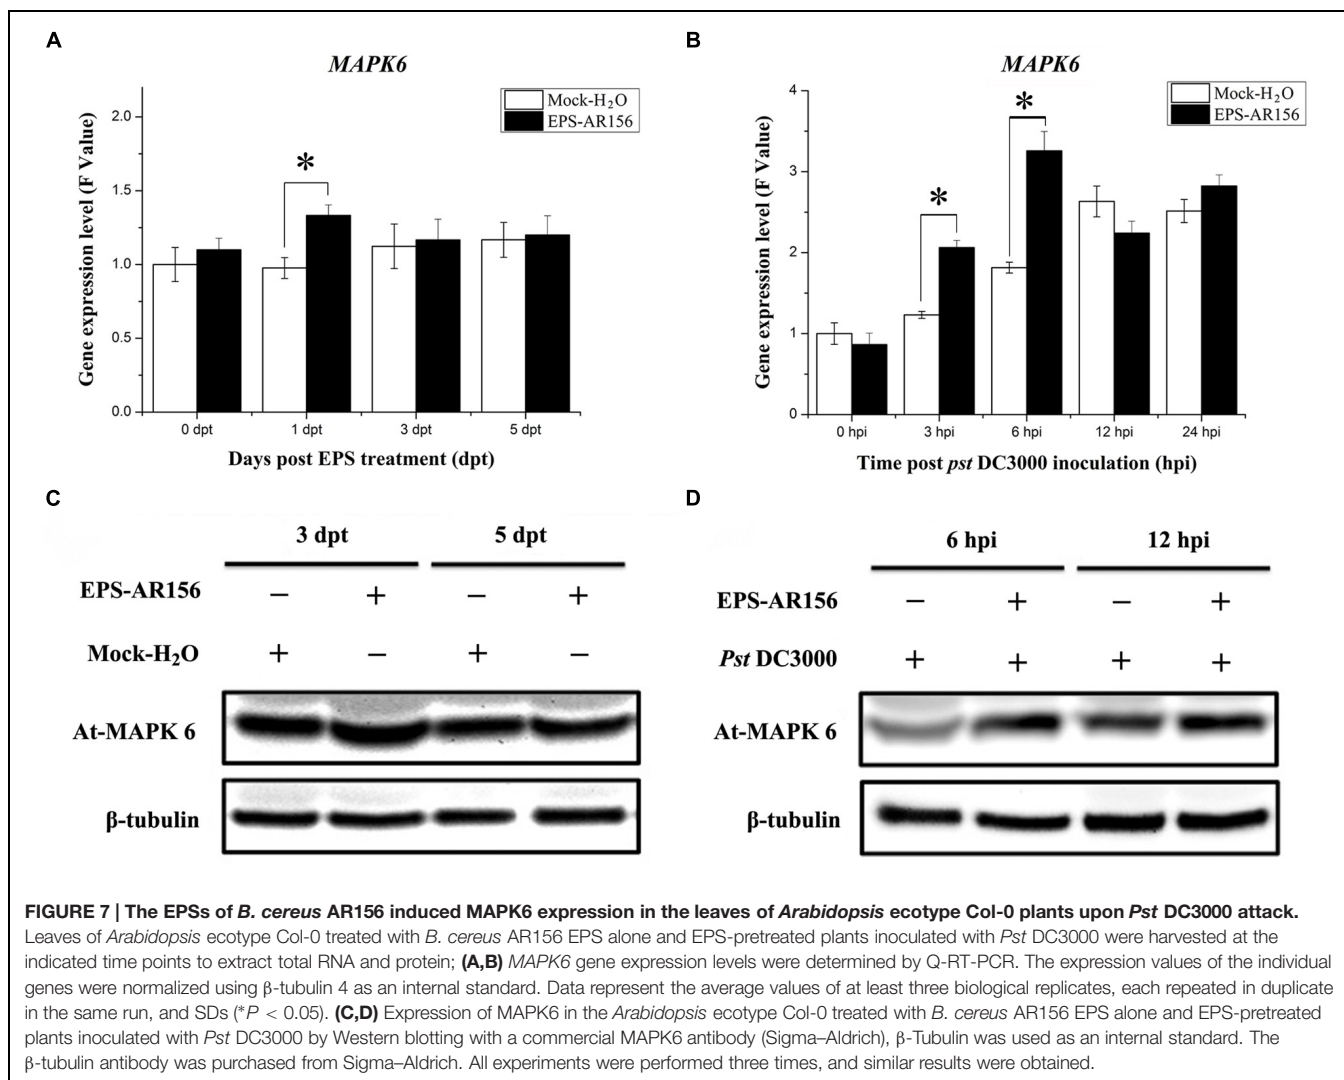 A
MAPK6
Mock-H2O
EPS-AR156
Gene expression level (F Value)
2.0
1.5
1.0
0.5
0.0
*
0 dpt 1 dpt 3 dpt 5 dpt
Days post EPS treatment (dpt)
B
MAPK6
Mock-H2O
EPS-AR156
Gene expression level (F Value)
4
3
2
1
0
* *
0 hpi 3 hpi 6 hpi 12 hpi 24 hpi
Time post pst DC3000 inoculation (hpi)
C
3 dpt 5 dpt
EPS-AR156 − + − +
Mock-H2O + − + −
At-MAPK 6
β-tubulin
D
6 hpi 12 hpi
EPS-AR156 − + − +
Pst DC3000 + + + +
At-MAPK 6
β-tubulin
FIGURE 7 | The EPSs of B. cereus AR156 induced MAPK6 expression in the leaves of Arabidopsis ecotype Col-0 plants upon Pst DC3000 attack.
Leaves of Arabidopsis ecotype Col-0 treated with B. cereus AR156 EPS alone and EPS-pretreated plants inoculated with Pst DC3000 were harvested at the
indicated time points to extract total RNA and protein; (A,B) MAPK6 gene expression levels were determined by Q-RT-PCR. The expression values of the individual
genes were normalized using β-tubulin 4 as an internal standard. Data represent the average values of at least three biological replicates, each repeated in duplicate
in the same run, and SDs (*P < 0.05). (C,D) Expression of MAPK6 in the Arabidopsis ecotype Col-0 treated with B. cereus AR156 EPS alone and EPS-pretreated
plants inoculated with Pst DC3000 by Western blotting with a commercial MAPK6 antibody (Sigma–Aldrich), β-Tubulin was used as an internal standard. The
β-tubulin antibody was purchased from Sigma–Aldrich. All experiments were performed three times, and similar results were obtained.